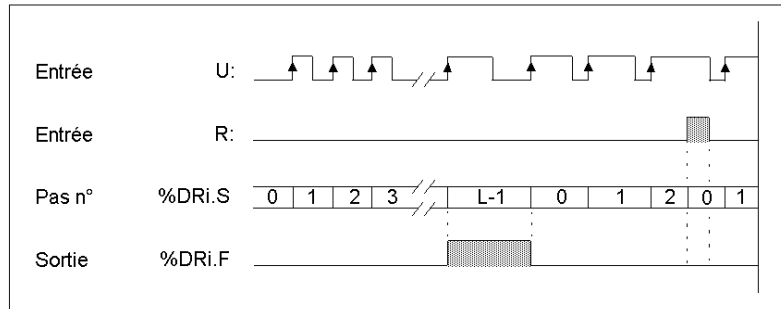 Entrée U:
Entrée R:
Pas n° %DRi.S 0 1 2 3 L-1 0 1 2 0 1
Sortie %DRi.F